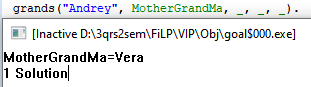 grands("Andrey", MotherGrandMa, _, _, _).
[Inactive D:\3qrs2sem\FiLP\VIP\Obj\goal$000.exe]
MotherGrandMa=Vera
1 Solution